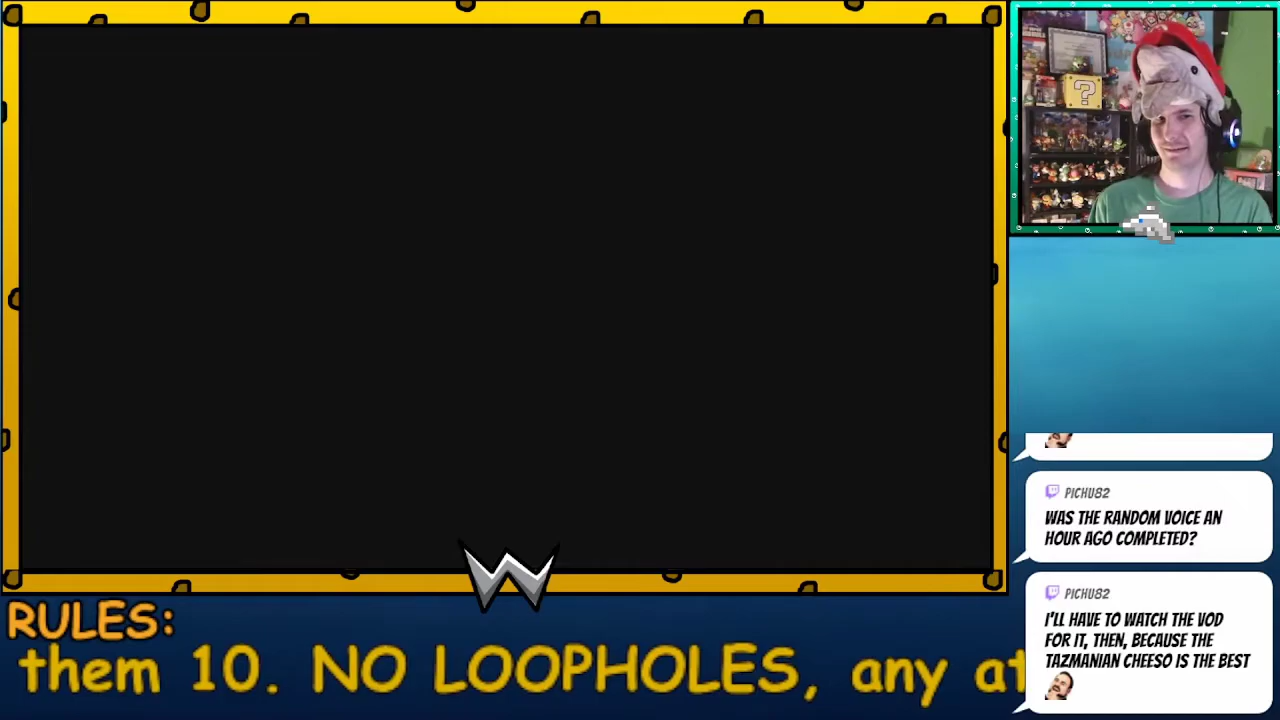 PICHU82
WAS THE RANDOM VOICE AN
HOUR AGO COMPLETED?
PICHU82
I'LL HAVE TO WATCH THE VOD
FOR IT, THEN, BECAUSE THE
TAZMANIAN CHEESO IS THE BEST
W
RULES:
them 10. NO LOOPHOLES, any at
?